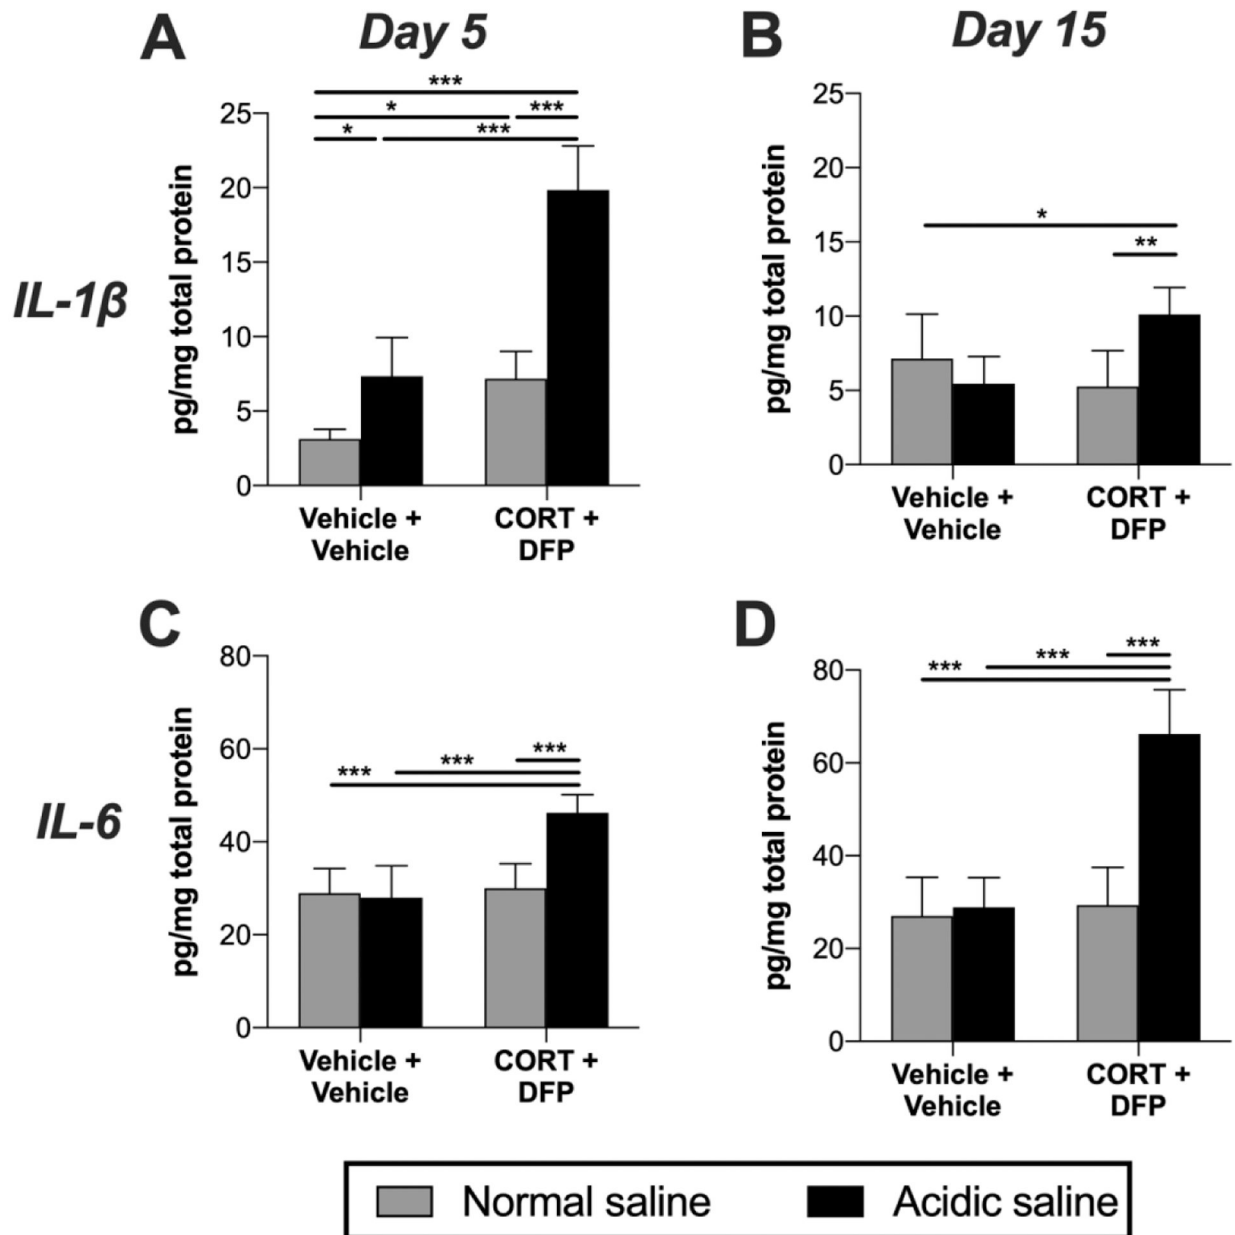 A
Day 5
B
Day 15
IL-1β
pg/mg total protein
25
20
15
10
5
0
***
*
***
*
***
Vehicle +
Vehicle
CORT +
DFP
pg/mg total protein
25
20
15
10
5
0
*
**
Vehicle +
Vehicle
CORT +
DFP
C
D
IL-6
pg/mg total protein
80
60
40
20
0
***
***
***
Vehicle +
Vehicle
CORT +
DFP
pg/mg total protein
80
60
40
20
0
***
***
***
Vehicle +
Vehicle
CORT +
DFP
Normal saline
Acidic saline